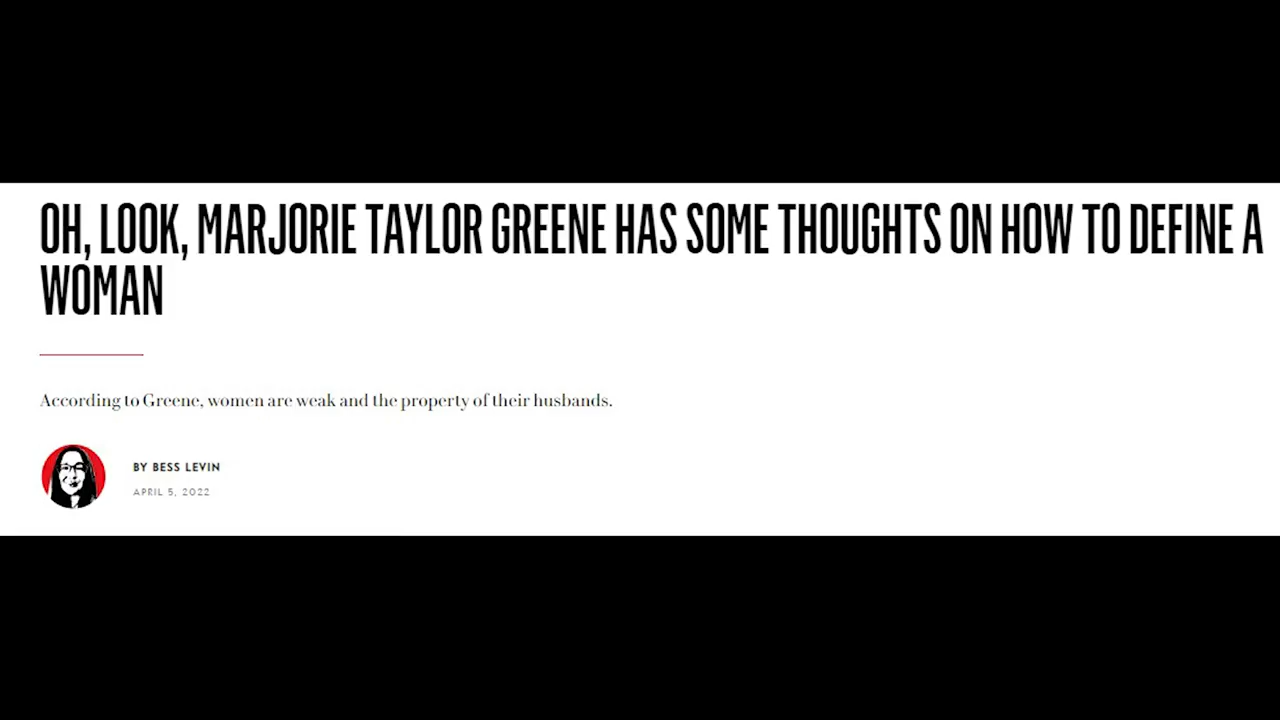 OH, LOOK, MARJORIE TAYLOR GREENE HAS SOME THOUGHTS ON HOW TO DEFINE A
WOMAN
According to Greene, women are weak and the property of their husbands.
BY BESS LEVIN
APRIL 5, 2022